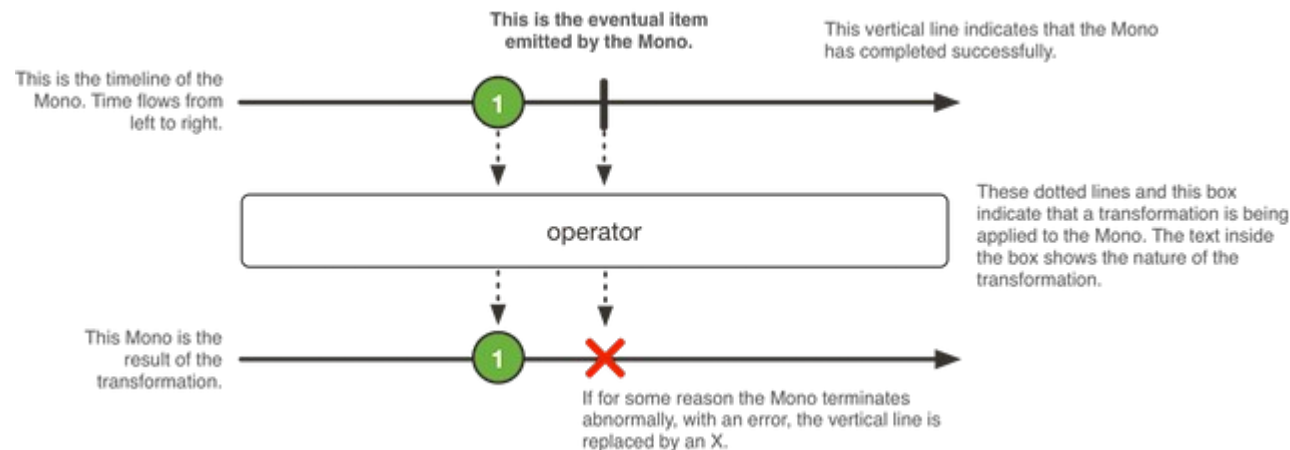 This is the eventual item
emitted by the Mono.
This vertical line indicates that the Mono
has completed successfully.
This is the timeline of the
Mono. Time flows from
left to right.
1
These dotted lines and this box
indicate that a transformation is being
applied to the Mono. The text inside
the box shows the nature of the
transformation.
operator
This Mono is the
result of the
transformation.
1
If for some reason the Mono terminates
abnormally, with an error, the vertical line is
replaced by an X.